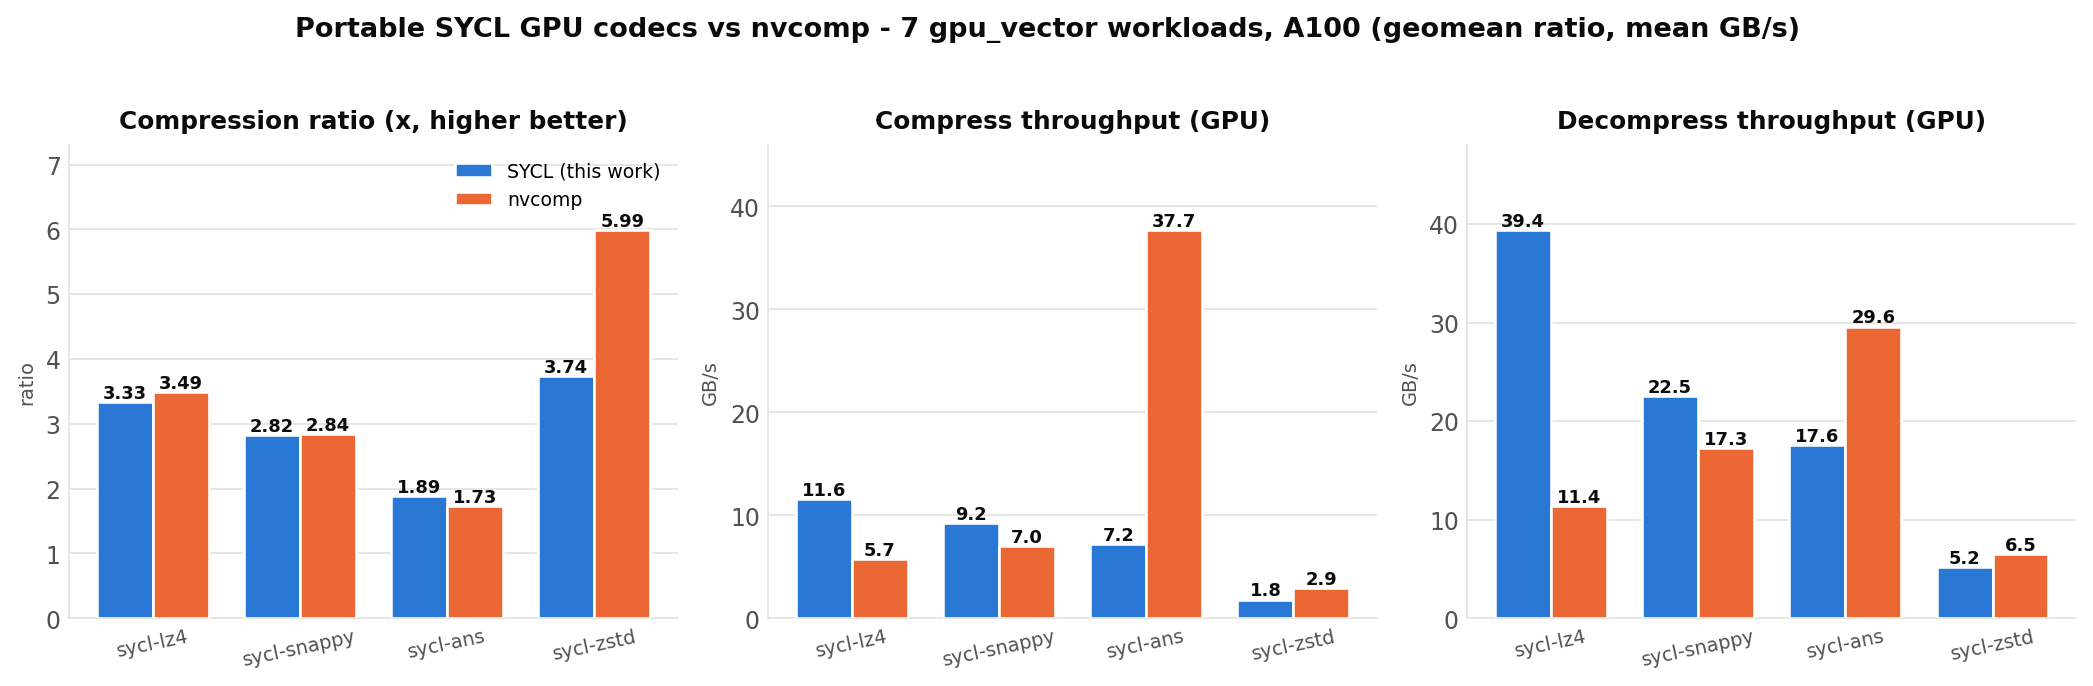 Portable SYCL GPU codecs vs nvcomp - 7 gpu_vector workloads, A100 (geomean ratio, mean GB/s)
Compression ratio (x, higher better)
SYCL (this work)
nvcomp
ratio
7
6
5
4
3
2
1
0
3.33
3.49
2.82
2.84
1.89
1.73
3.74
5.99
sycl-lz4
sycl-snappy
sycl-ans
sycl-zstd
Compress throughput (GPU)
GB/s
40
30
20
10
0
11.6
5.7
9.2
7.0
7.2
37.7
1.8
2.9
sycl-lz4
sycl-snappy
sycl-ans
sycl-zstd
Decompress throughput (GPU)
GB/s
40
30
20
10
0
39.4
11.4
22.5
17.3
17.6
29.6
5.2
6.5
sycl-lz4
sycl-snappy
sycl-ans
sycl-zstd